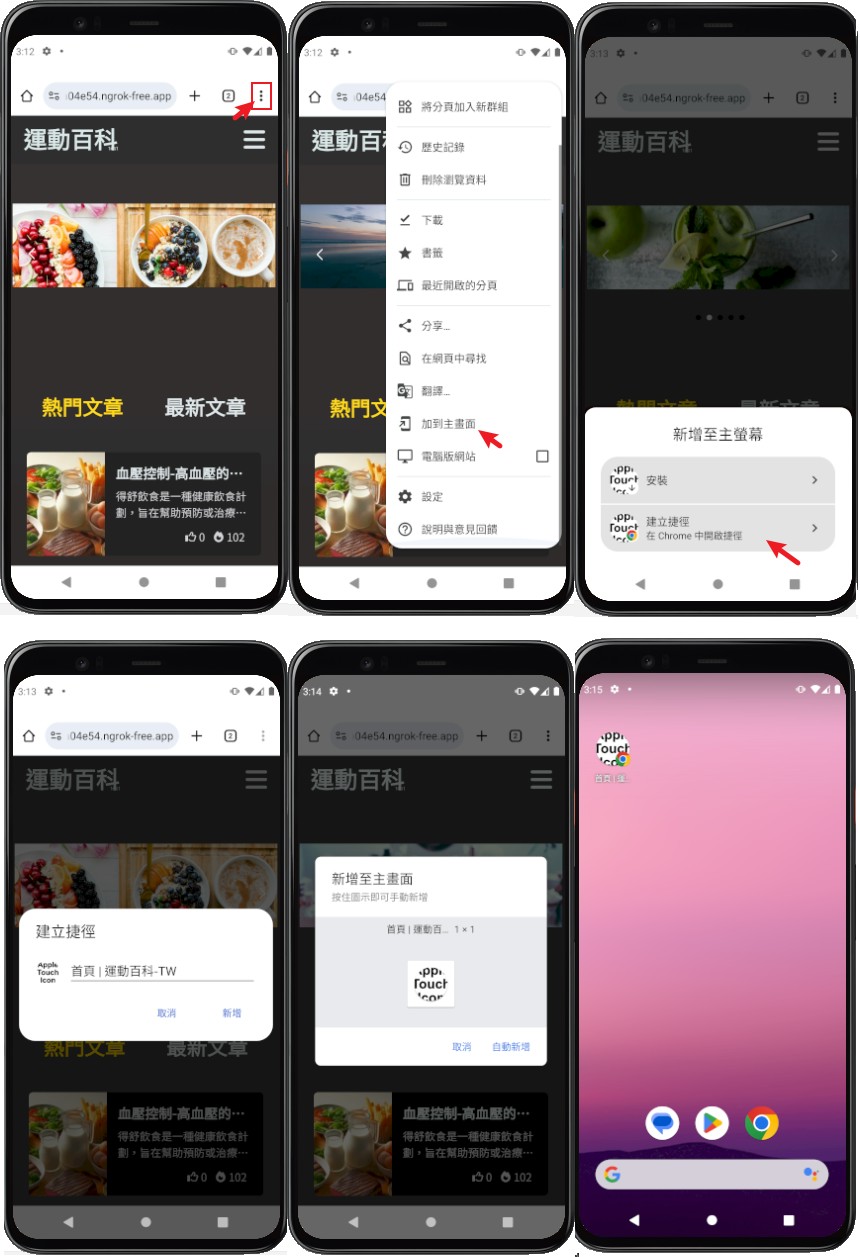 3:12
04e54.ngrok-free.app
2
運動百科
熱門文章
最新文章
血壓控制-高血壓的…
得舒飲食是一種健康飲食計
劃，旨在幫助預防或治療…
0
102
3:12
04e54
運動百
熱門文
將分頁加入新群組
歷史記錄
刪除瀏覽資料
下載
書籤
最近開啟的分頁
分享...
在網頁中尋找
翻譯...
加到主畫面
電腦版網站
設定
說明與意見回饋
3:13
04e54.ngrok-free.app
2
運動百科
熱門文章
最新文章
新增至主螢幕
安裝
建立捷徑
在 Chrome 中開啟捷徑
3:13
04e54.ngrok-free.app
2
運動百科
建立捷徑
Apple
Touch
Icon
首頁 | 運動百科-TW
取消
新增
熱門文章
最新文章
血壓控制-高血壓的…
得舒飲食是一種健康飲食計
劃，旨在幫助預防或治療…
0
102
3:14
04e54.ngrok-free.app
2
運動百科
新增至主畫面
按住圖示即可手動新增
首頁 | 運動百... 1 × 1
Touch
取消
自動新增
血壓控制-高血壓的…
得舒飲食是一種健康飲食計
劃，旨在幫助預防或治療…
0
102
3:15
Touch
首頁 | 運...
G